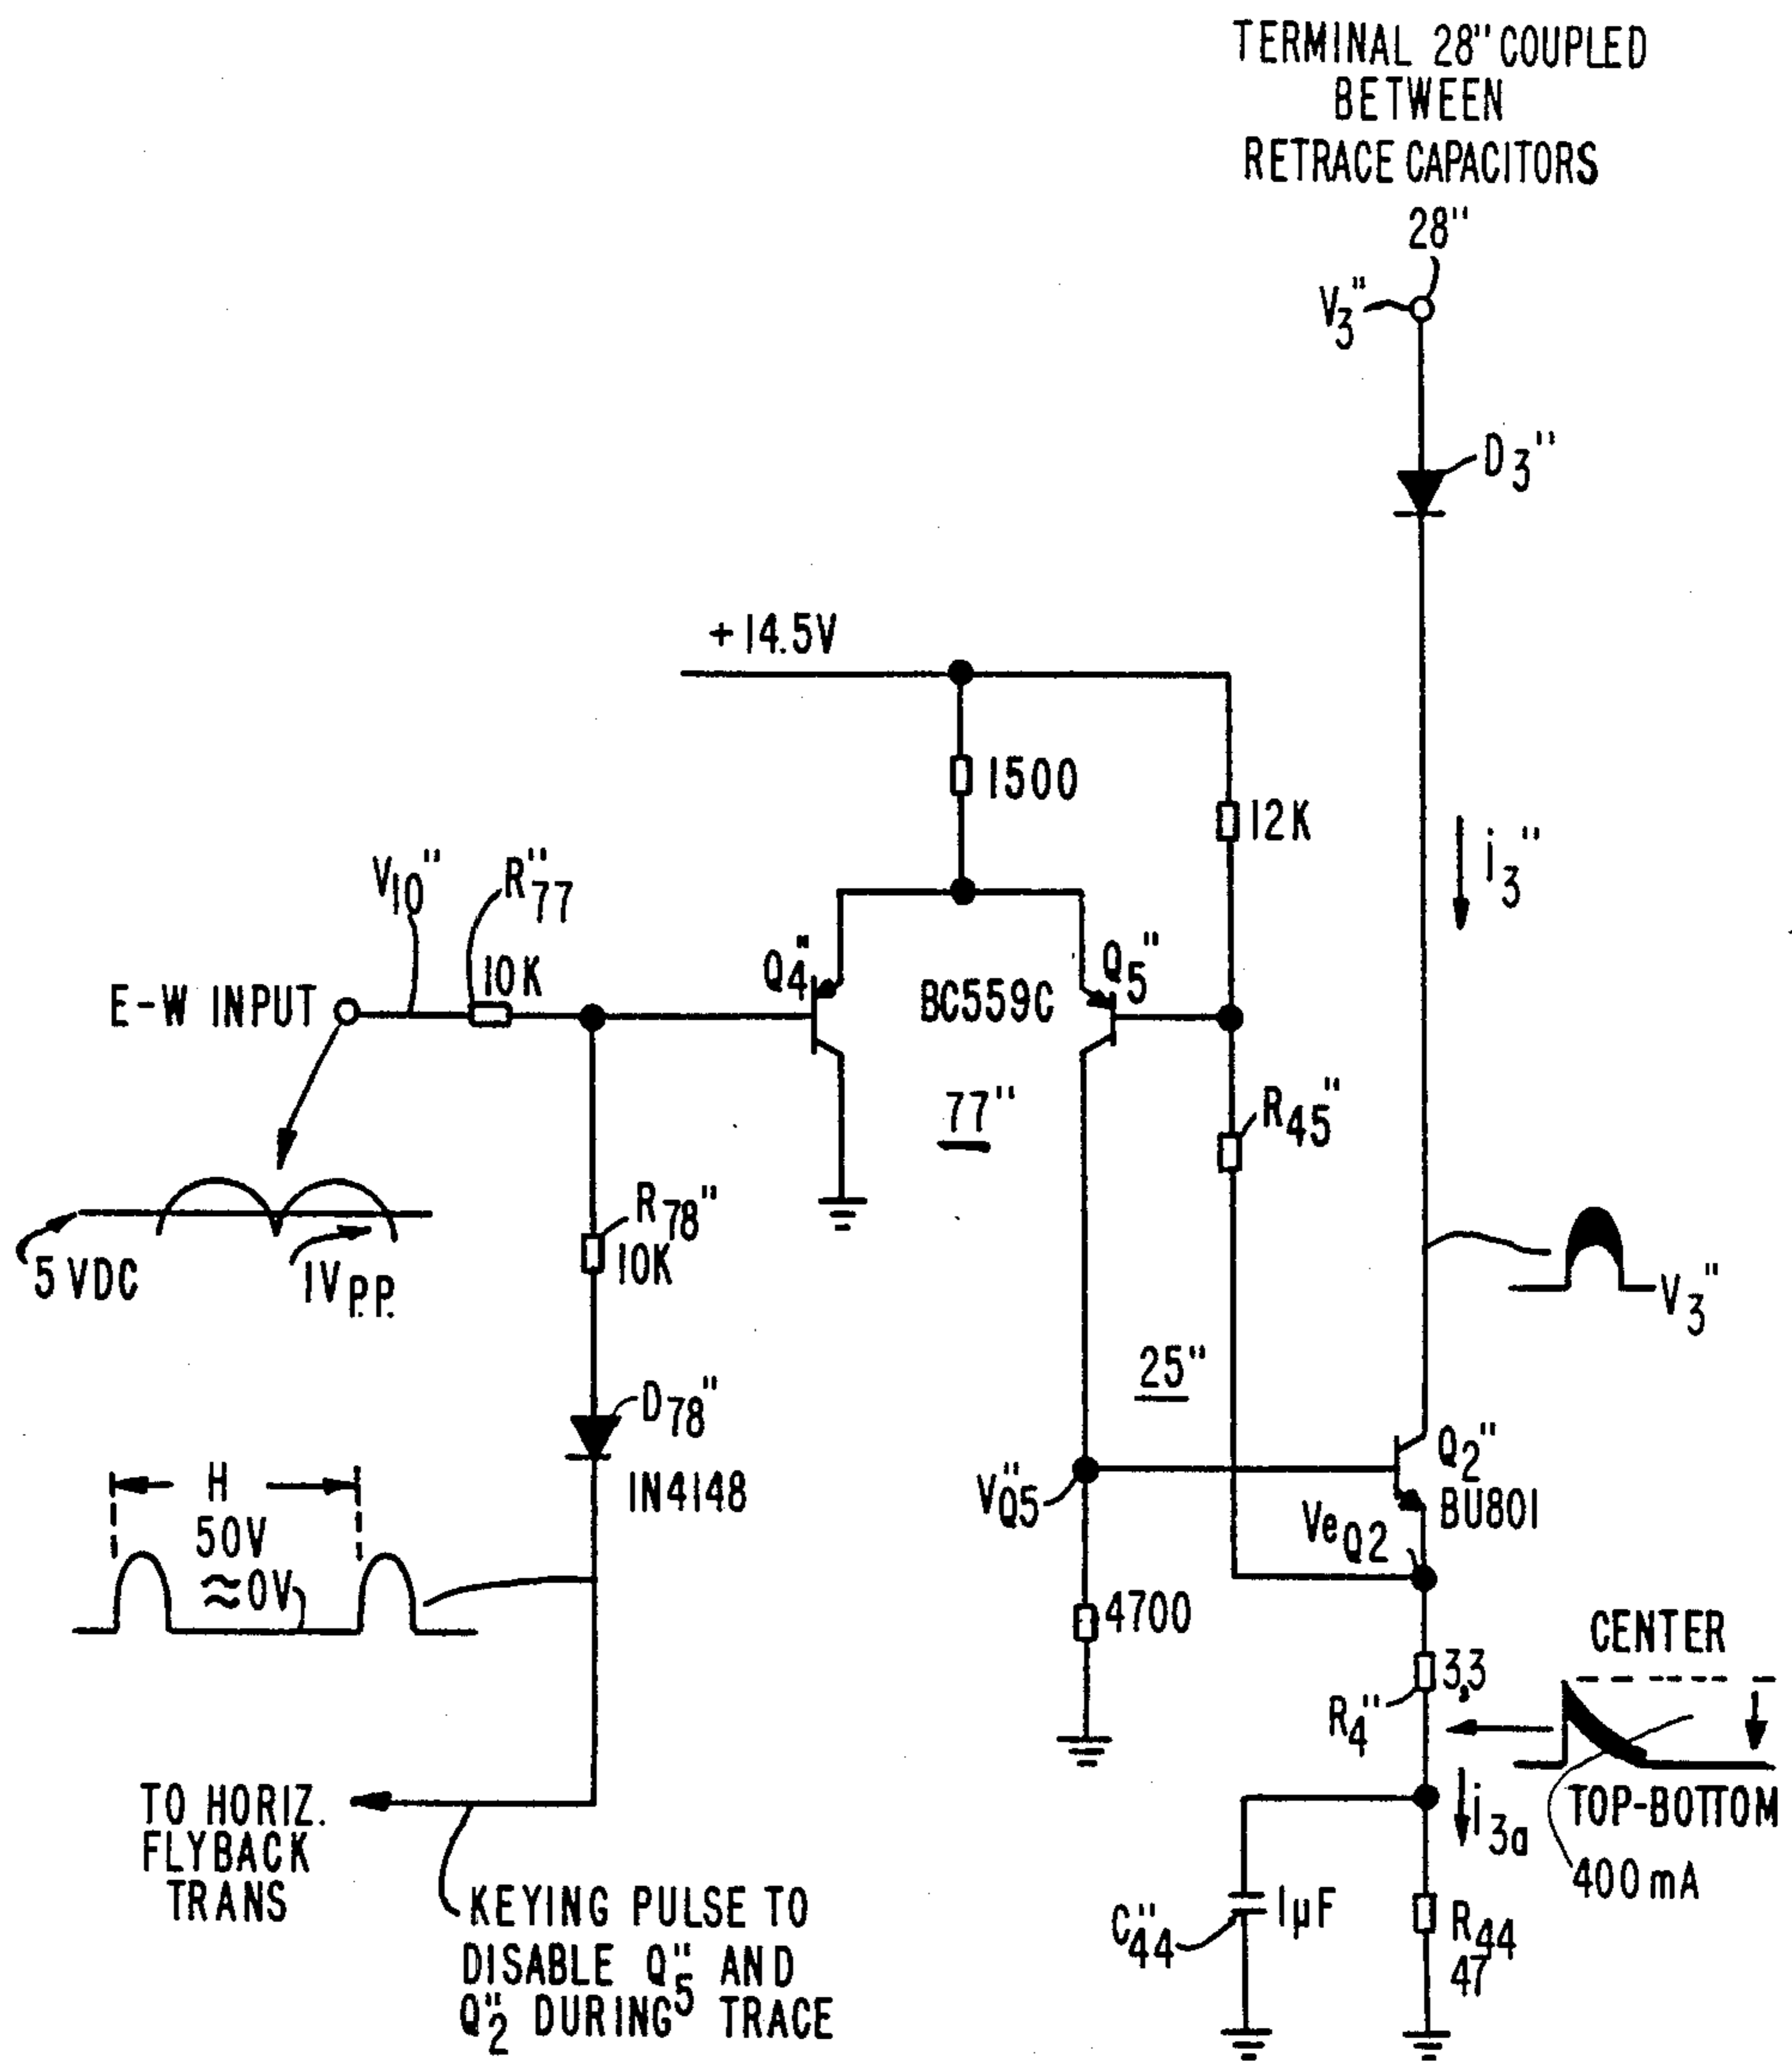 TERMINAL 28" COUPLED
BETWEEN
RETRACE CAPACITORS
28"
V3"
D3"
+14.5V
1500
12K
i3"
V10"
R"77
10K
Q4"
BC559C
Q5"
E-W INPUT
77"
R45"
R78"
10K
5 VDC
1V P.P.
V3"
25"
D78"
1N4148
H
50V
≈0V
V"Q5
VeQ2
Q2"
BU801
4700
3.3
R4"
CENTER
TOP-BOTTOM
400mA
i3a
TO HORIZ.
FLYBACK
TRANS
KEYING PULSE TO
DISABLE Q"5 AND
Q"2 DURING TRACE
C"44
1µF
R44
47